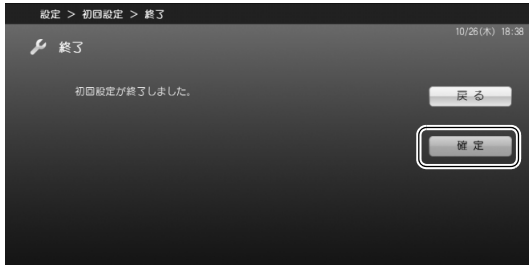 設定 > 初回設定 > 終了
10/26(木) 18:38
終了
初回設定が終了しました。
戻る
確定